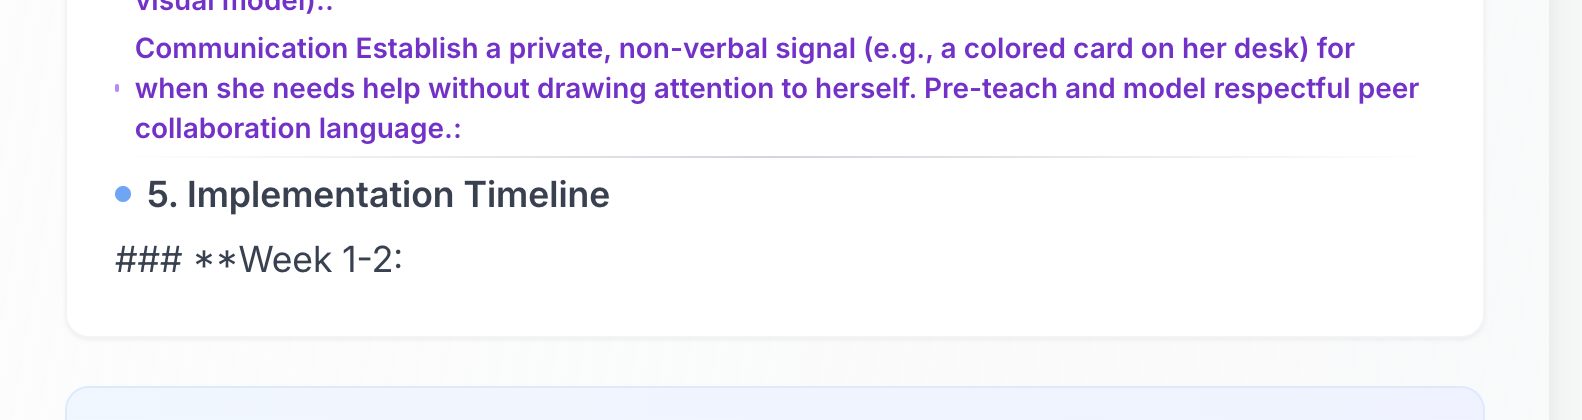 visual model).:
Communication Establish a private, non-verbal signal (e.g., a colored card on her desk) for
when she needs help without drawing attention to herself. Pre-teach and model respectful peer
collaboration language.:
5. Implementation Timeline
### **Week 1-2: